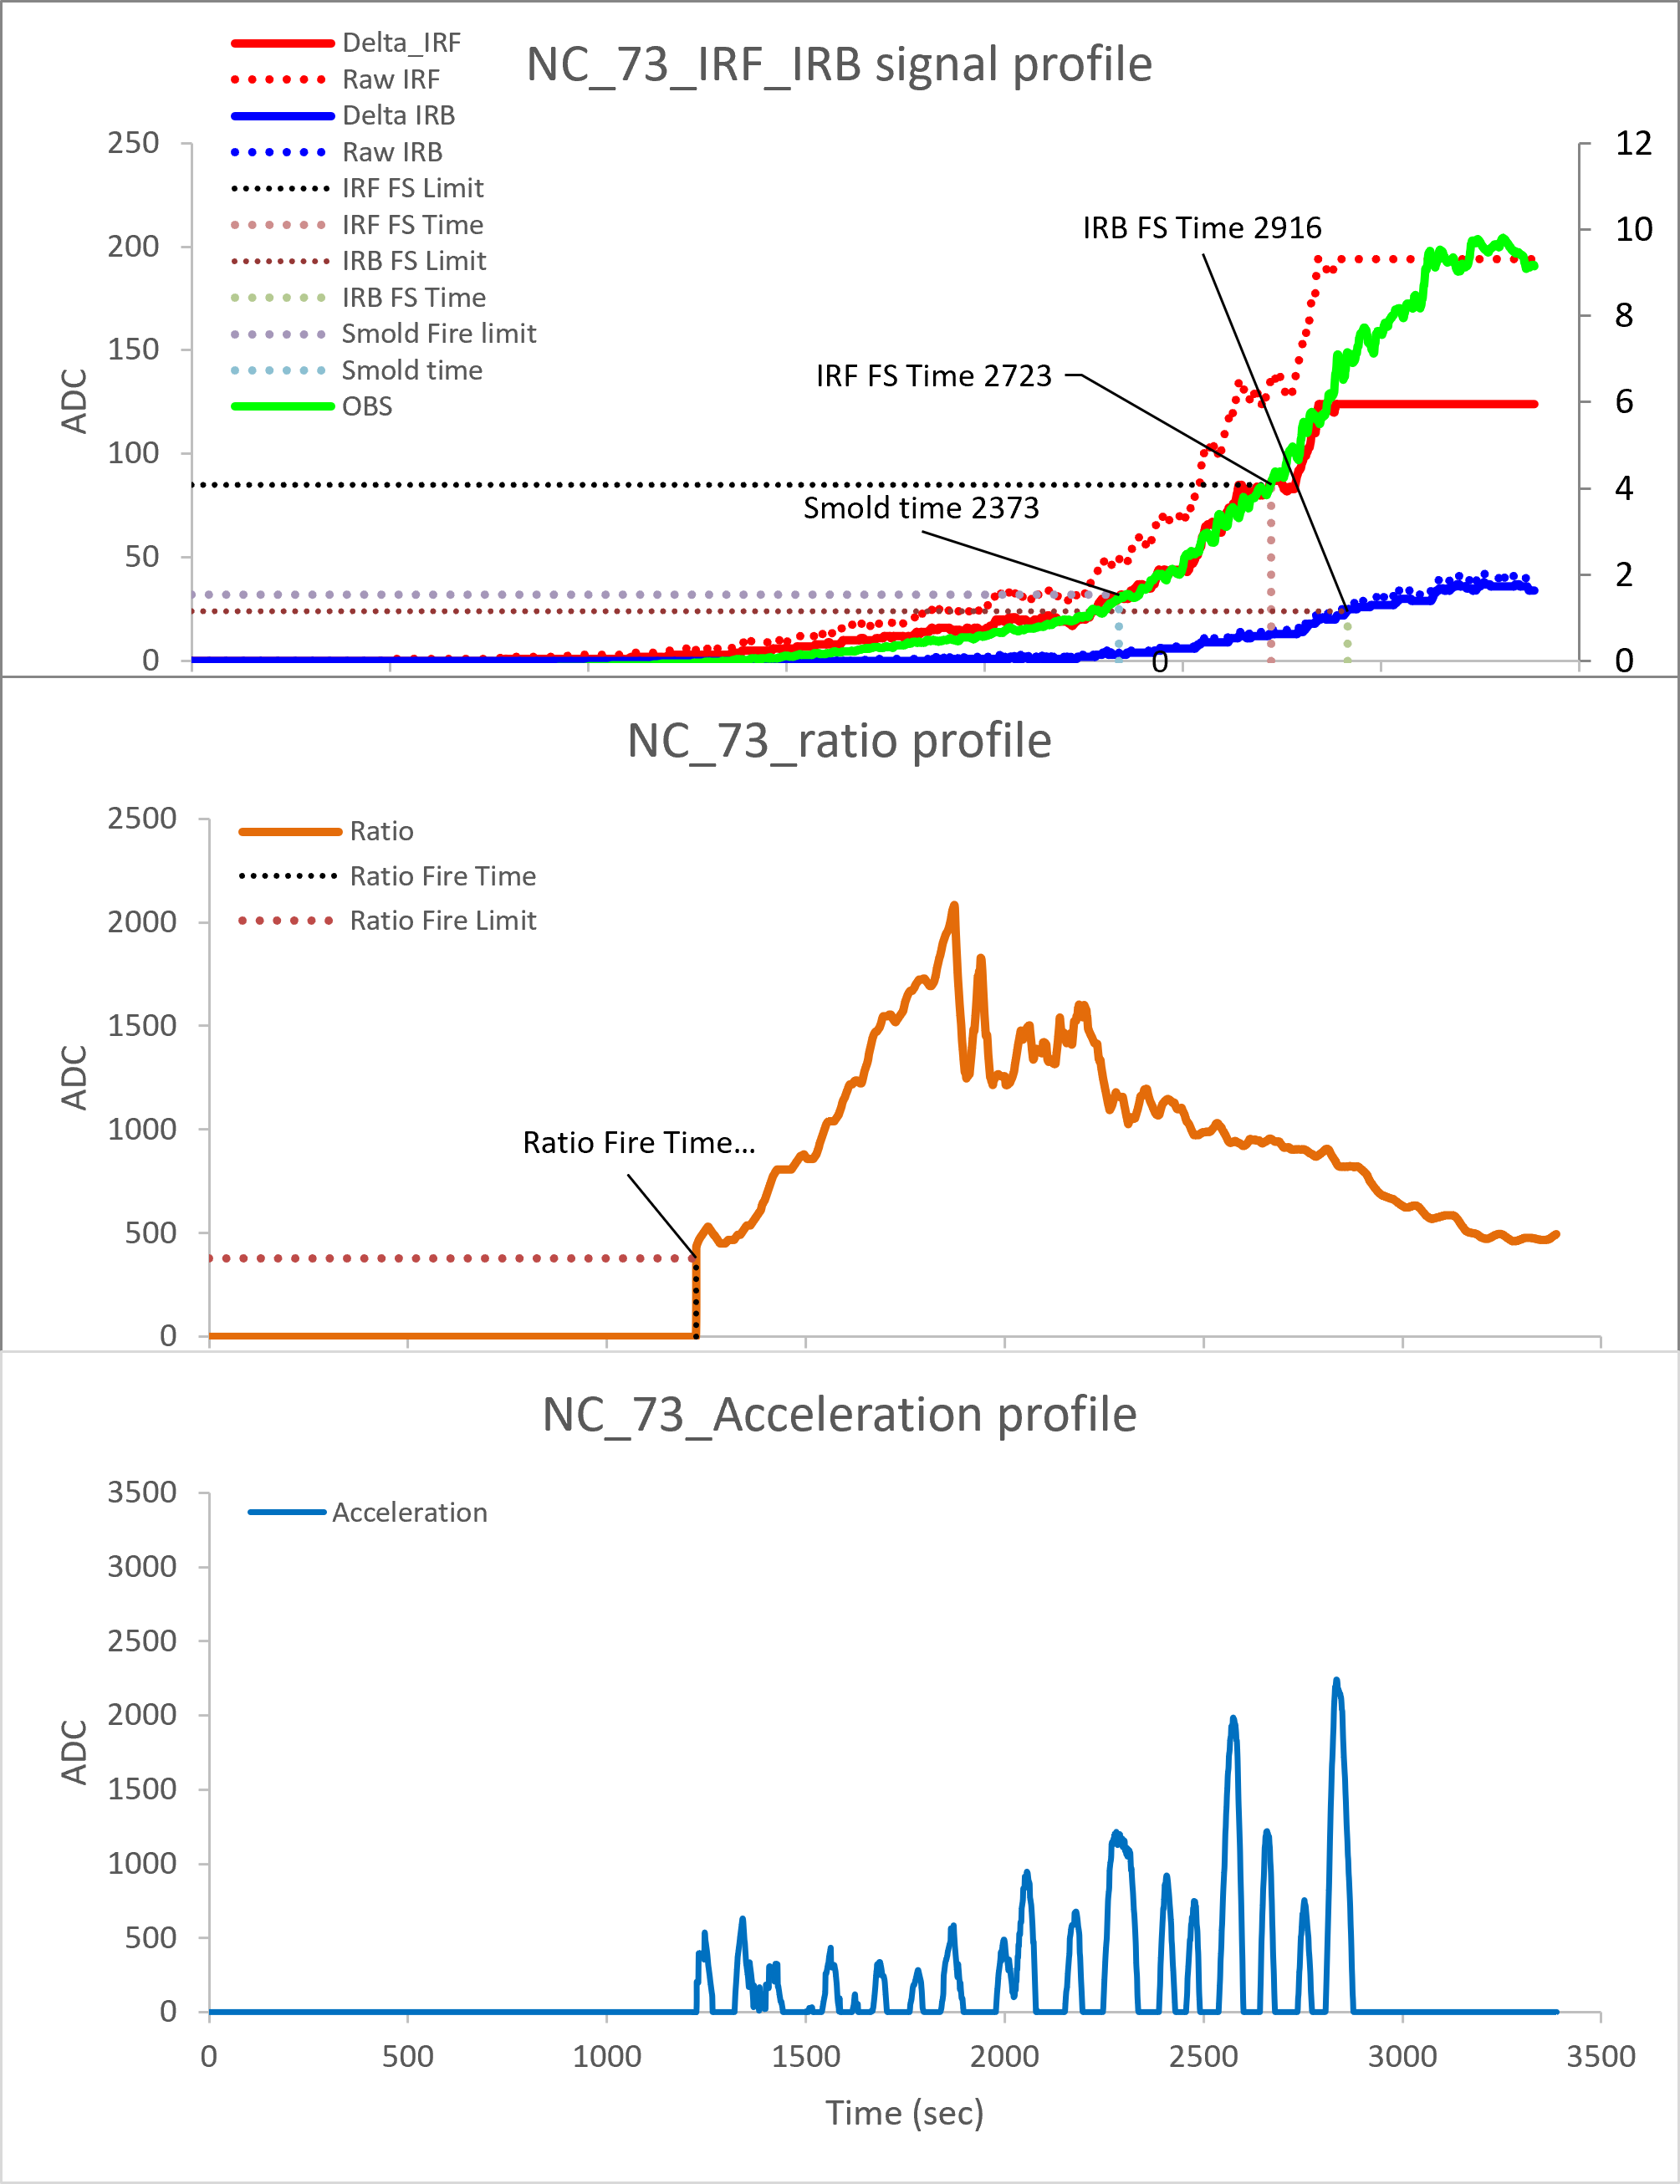 NC_73_IRF_IRB signal profile
Delta_IRF
Raw IRF
Delta IRB
Raw IRB
IRF FS Limit
IRF FS Time
IRB FS Limit
IRB FS Time
Smold Fire limit
Smold time
OBS
250
200
150
100
50
0
ADC
12
10
8
6
4
2
0
IRB FS Time 2916
IRF FS Time 2723
Smold time 2373
0
NC_73_ratio profile
2500
2000
1500
1000
500
0
ADC
Ratio
Ratio Fire Time
Ratio Fire Limit
Ratio Fire Time...
NC_73_Acceleration profile
3500
3000
2500
2000
1500
1000
500
0
ADC
Acceleration
0 500 1000 1500 2000 2500 3000 3500
Time (sec)